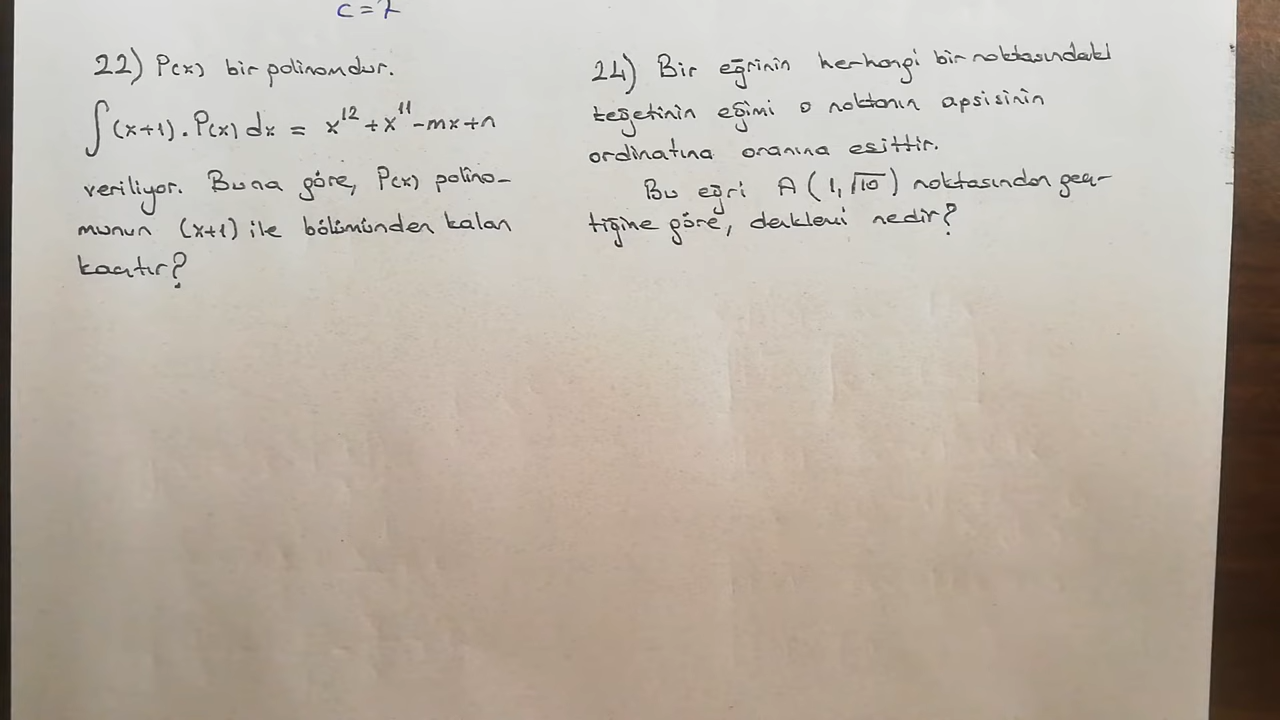 c = 7
22) P(x) bir polinomdur.
∫(x+1).P(x) dx = x^12 + x^11 - mx + n
veriliyor. Buna göre, P(x) polino-
munun (x+1) ile bölümünden kalan
kaçtır?
24) Bir eğrinin herhangi bir noktasındaki
teğetinin eğimi o noktanın apsisinin
ordinatına oranına eşittir.
Bu eğri A(1,√10) noktasından geç-
tiğine göre, denklemi nedir?